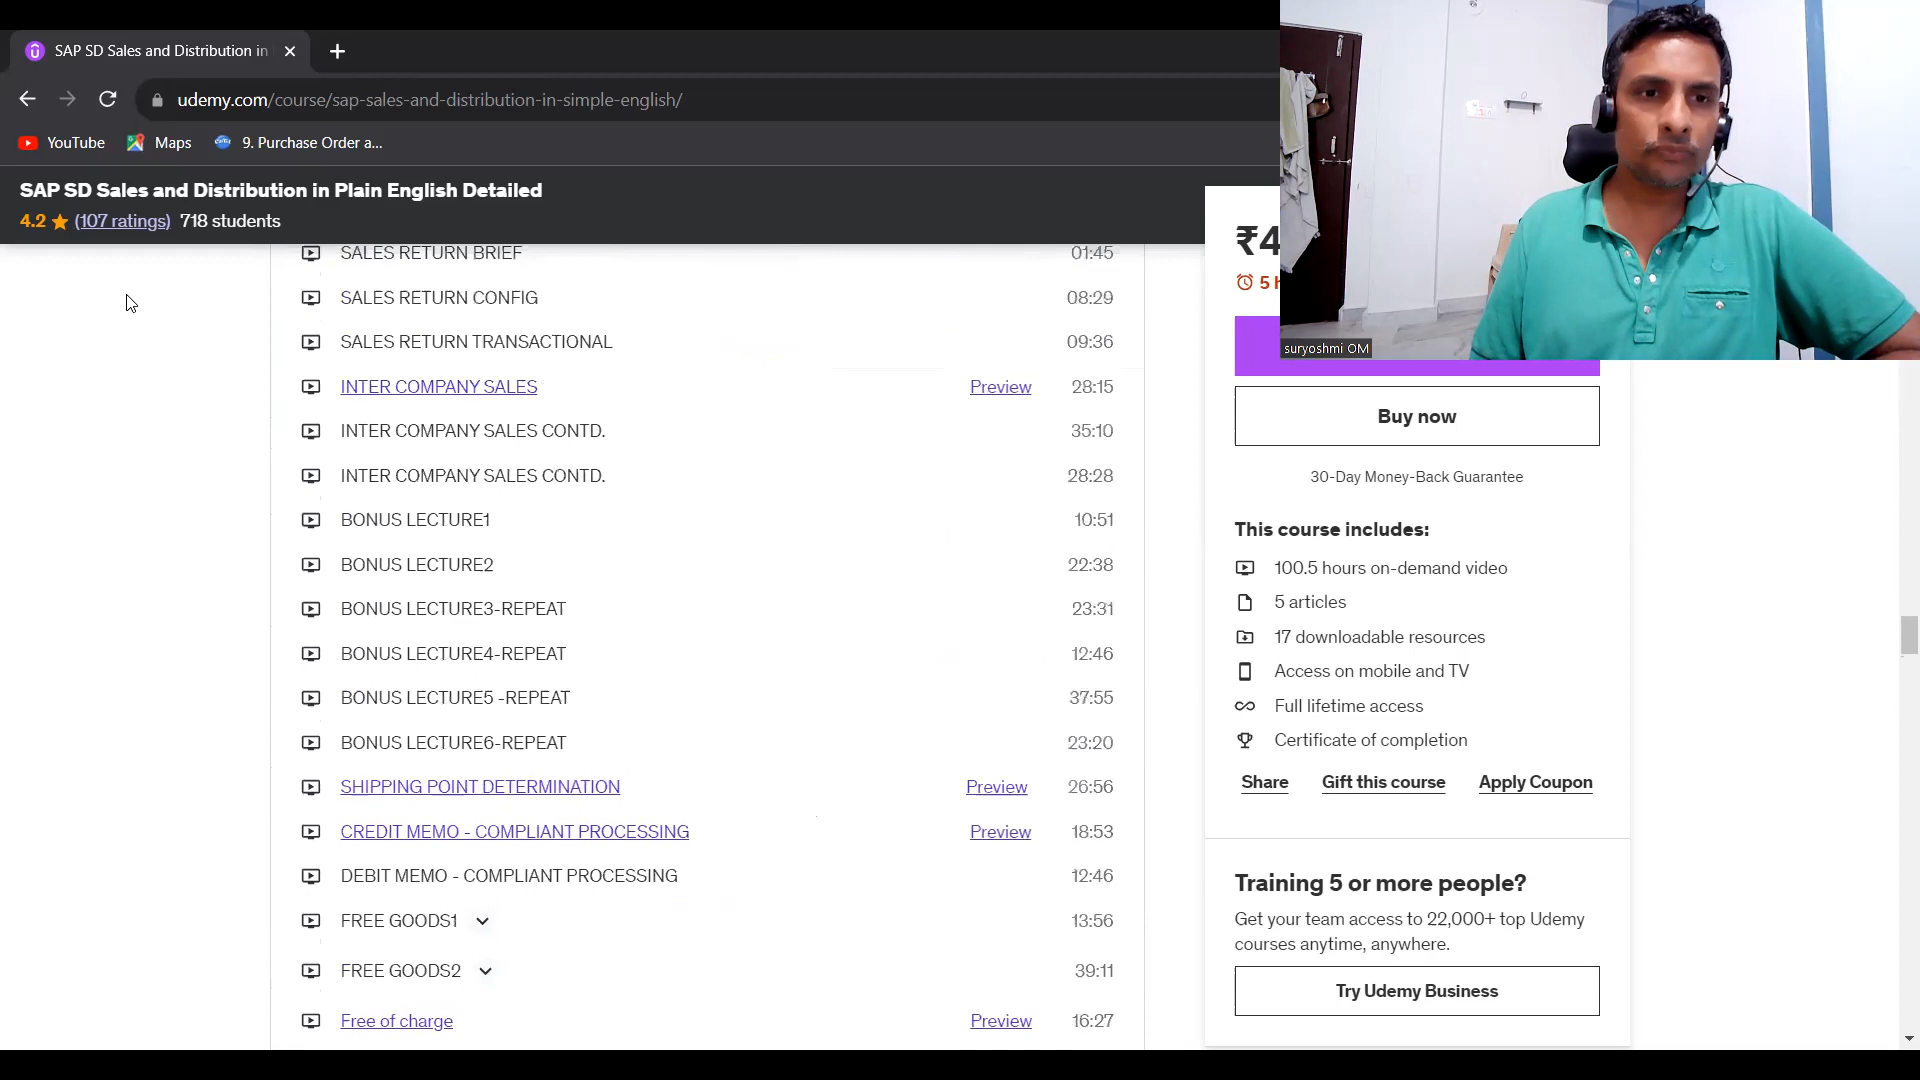 SAP SD Sales and Distribution in
udemy.com/course/sap-sales-and-distribution-in-simple-english/
YouTube
Maps
9. Purchase Order a...
SAP SD Sales and Distribution in Plain English Detailed
4.2 (107 ratings) 718 students
SALES RETURN BRIEF 01:45
SALES RETURN CONFIG 08:29
SALES RETURN TRANSACTIONAL 09:36
INTER COMPANY SALES Preview 28:15
INTER COMPANY SALES CONTD. 35:10
INTER COMPANY SALES CONTD. 28:28
BONUS LECTURE1 10:51
BONUS LECTURE2 22:38
BONUS LECTURE3-REPEAT 23:31
BONUS LECTURE4-REPEAT 12:46
BONUS LECTURE5 -REPEAT 37:55
BONUS LECTURE6-REPEAT 23:20
SHIPPING POINT DETERMINATION Preview 26:56
CREDIT MEMO - COMPLIANT PROCESSING Preview 18:53
DEBIT MEMO - COMPLIANT PROCESSING 12:46
FREE GOODS1 13:56
FREE GOODS2 39:11
Free of charge Preview 16:27
suryoshmi OM
₹4
5 h
Buy now
30-Day Money-Back Guarantee
This course includes:
100.5 hours on-demand video
5 articles
17 downloadable resources
Access on mobile and TV
Full lifetime access
Certificate of completion
Share Gift this course Apply Coupon
Training 5 or more people?
Get your team access to 22,000+ top Udemy
courses anytime, anywhere.
Try Udemy Business